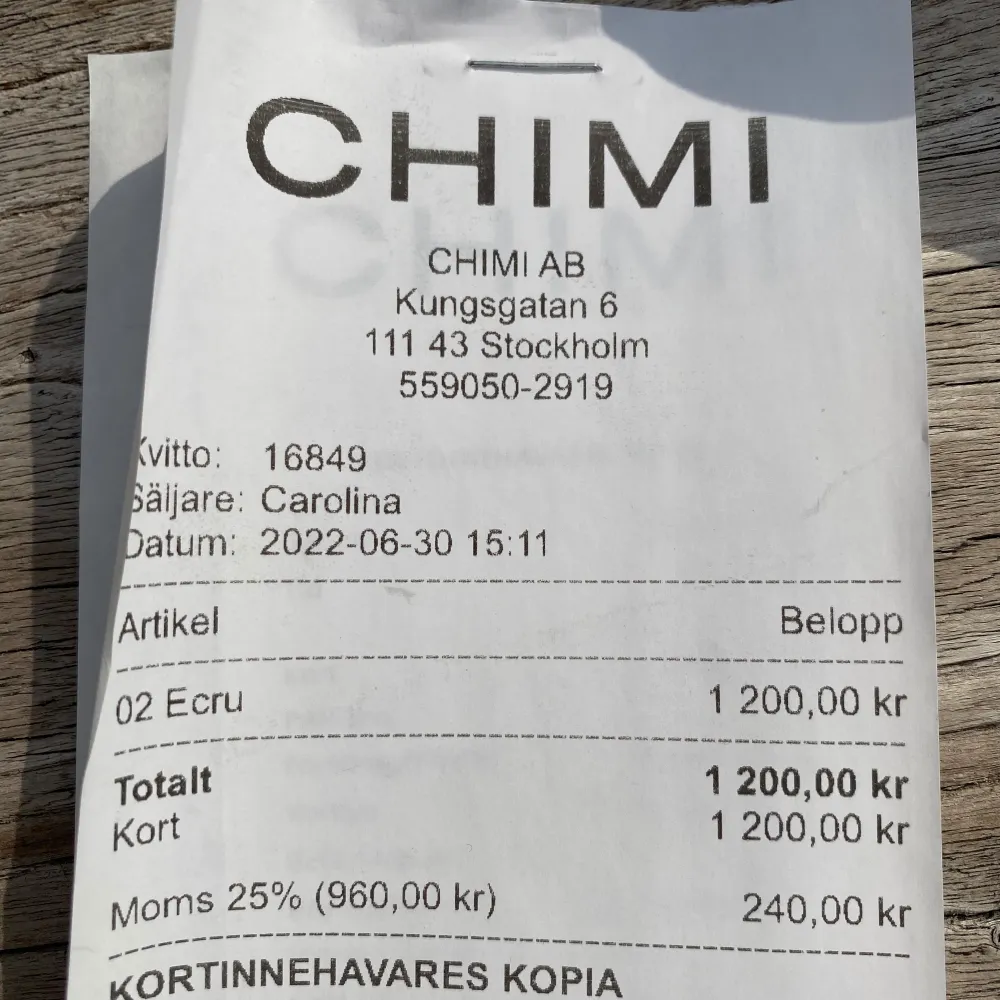 CHIMI
CHIMI AB
Kungsgatan 6
111 43 Stockholm
559050-2919
Kvitto: 16849
Säljare: Carolina
Datum: 2022-06-30 15:11
Artikel Belopp
02 Ecru 1 200,00 kr
Totalt 1 200,00 kr
Kort 1 200,00 kr
Moms 25% (960,00 kr) 240,00 kr
KORTINNEHAVARES KOPIA